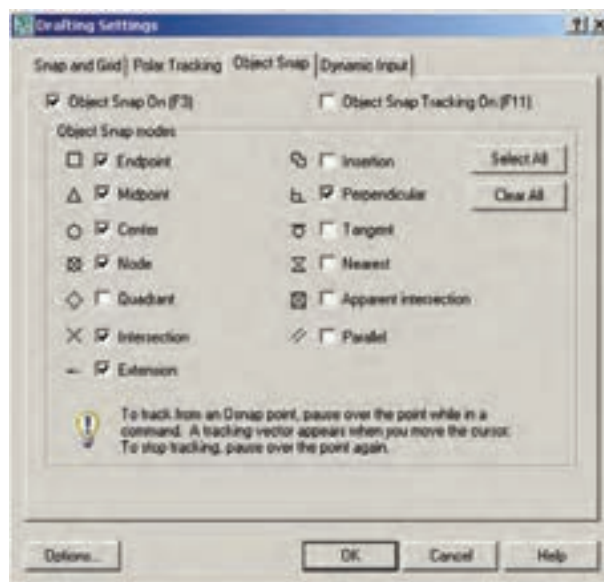 Drafting Settings
Snap and Grid Polar Tracking Object Snap Dynamic Input
Object Snap On (F3) Object Snap Tracking On (F11)
Object Snap modes
Endpoint Insertion Select All
Midpoint Perpendicular Clear All
Center Tangent
Node Nearest
Quadrant Apparent intersection
Intersection Parallel
Extension
To track from an Osnap point, pause over the point while in a
command. A tracking vector appears when you move the cursor.
To stop tracking, pause over the point again.
Options... OK Cancel Help